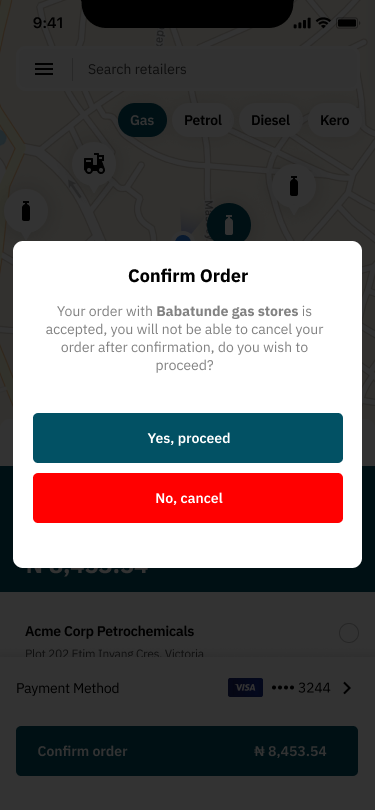 9:41
Search retailers
Gas
Petrol
Diesel
Kero
Confirm Order
Your order with Babatunde gas stores is
accepted, you will not be able to cancel your
order after confirmation, do you wish to
proceed?
Yes, proceed
No, cancel
₦ 8,453.54
Acme Corp Petrochemicals
Plot 202 Etim Inyang Cres, Victoria
Payment Method
VISA
•••• 3244
Confirm order
₦ 8,453.54